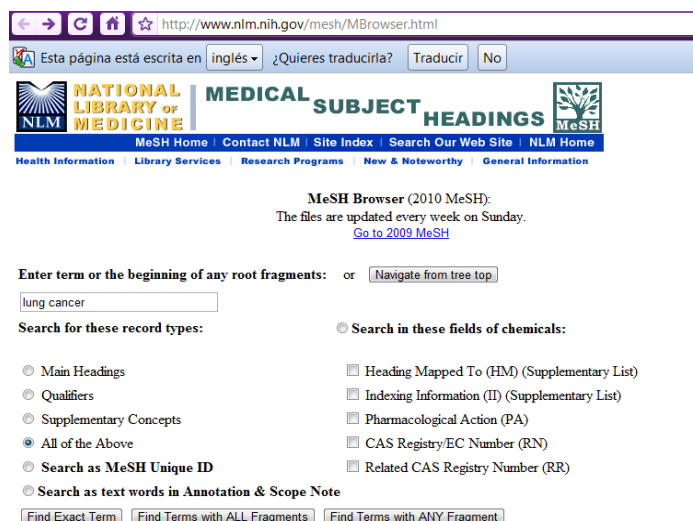 http://www.nlm.nih.gov/mesh/MBrowser.html
Esta página está escrita en inglés ¿Quieres traducirla? Traducir No
NATIONAL
LIBRARY OF
MEDICINE
NLM
MEDICAL SUBJECT HEADINGS
MeSH
MeSH Home | Contact NLM | Site Index | Search Our Web Site | NLM Home
Health Information | Library Services | Research Programs | New & Noteworthy | General Information
MeSH Browser (2010 MeSH):
The files are updated every week on Sunday.
Go to 2009 MeSH
Enter term or the beginning of any root fragments: or Navigate from tree top
lung cancer
Search for these record types: Search in these fields of chemicals:
Main Headings Heading Mapped To (HM) (Supplementary List)
Qualifiers Indexing Information (II) (Supplementary List)
Supplementary Concepts Pharmacological Action (PA)
All of the Above CAS Registry/EC Number (RN)
Search as MeSH Unique ID Related CAS Registry Number (RR)
Search as text words in Annotation & Scope Note
Find Exact Term Find Terms with ALL Fragments Find Terms with ANY Fragment